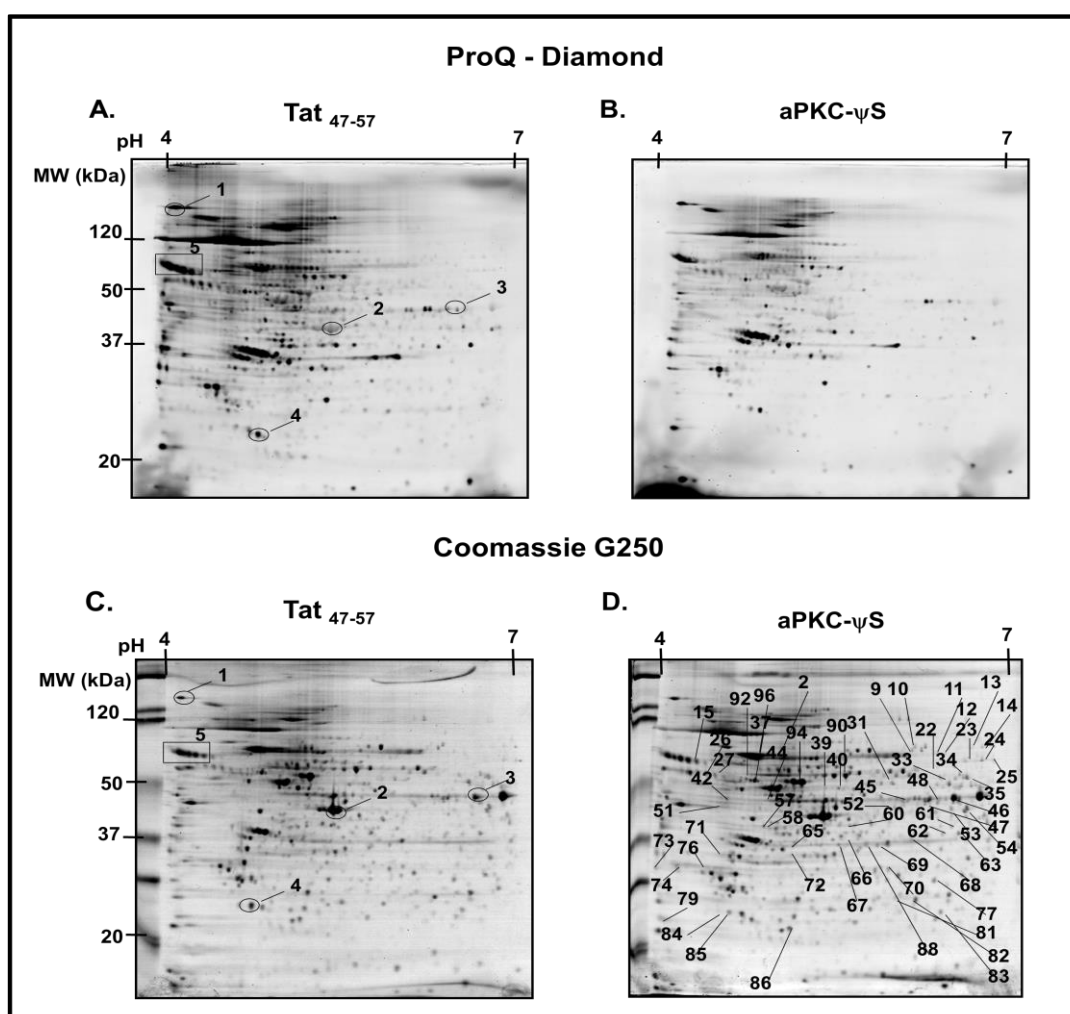 ProQ - Diamond
A. Tat 47-57
B. aPKC-ψS
pH 4 7
4 7
MW (kDa)
1
120
5
50
2 3
37
4
20
Coomassie G250
C. Tat 47-57
D. aPKC-ψS
pH 4 7
4 7
MW (kDa)
1
120
5
50
3
2
37
4
20
92 96 2 9 10 11 13
15 37 90 31 22 12 23 14
26 44 94 39 33 34 24
42 27 40 45 48 25 35
51 57 52 61 46
58 65 60 62 53 47
71 54
73 76 66 69 63
74 72 67 70 68
79 77
84 88 81
85 86 82
83